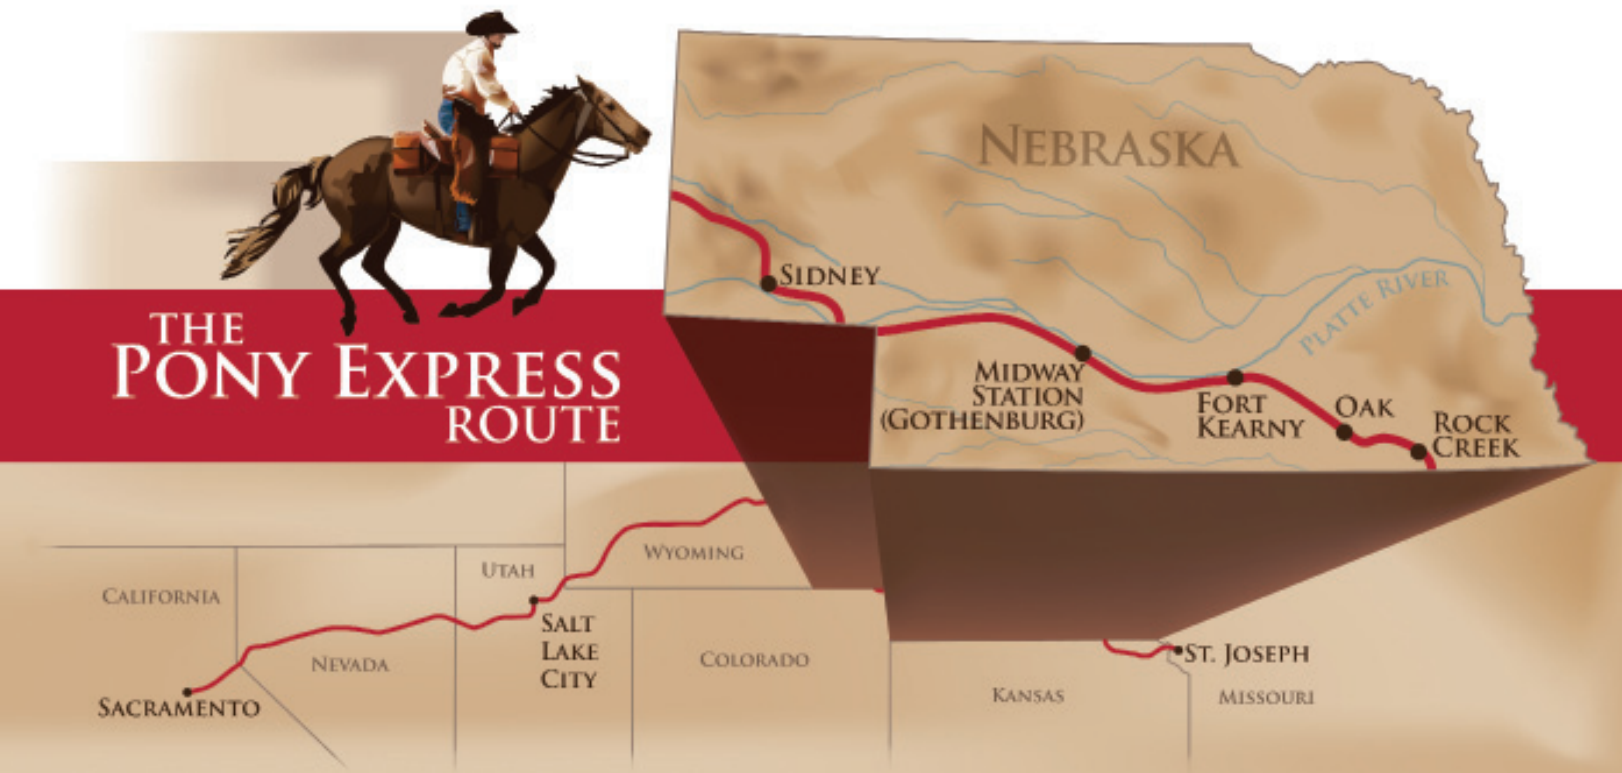 THE
PONY EXPRESS
ROUTE
NEBRASKA
SIDNEY
PLATTE RIVER
MIDWAY
STATION
(GOTHENBURG)
FORT
KEARNY
OAK
ROCK
CREEK
WYOMING
UTAH
CALIFORNIA
SALT
LAKE
CITY
NEVADA
COLORADO
SACRAMENTO
ST. JOSEPH
KANSAS
MISSOURI